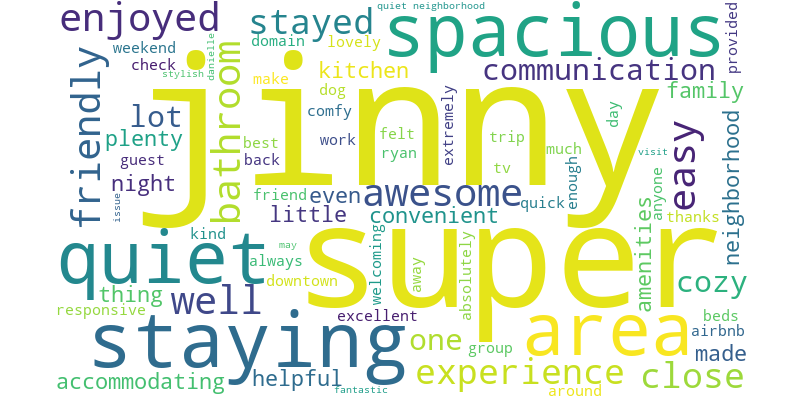 quiet neighborhood
enjoyed
stayed
spacious
provided
weekend
domain
lovely
danielle
check
stylish
make
kitchen
communication
friendly
bathroom
jinny
dog
family
lot
comfy
extremely
day
plenty
best
work
felt
trip
much
easy
neighborhood
guest
back
ryan
tv
visit
night
friend
even
awesome
quick
enough
anyone
issue
little
convenient
thanks
kind
welcoming
super
amenities
quiet
may
always
away
absolutely
cozy
thing
well
downtown
responsive
excellent
beds
staying
one
area
airbnb
group
made
accommodating
helpful
experience
close
fantastic
around